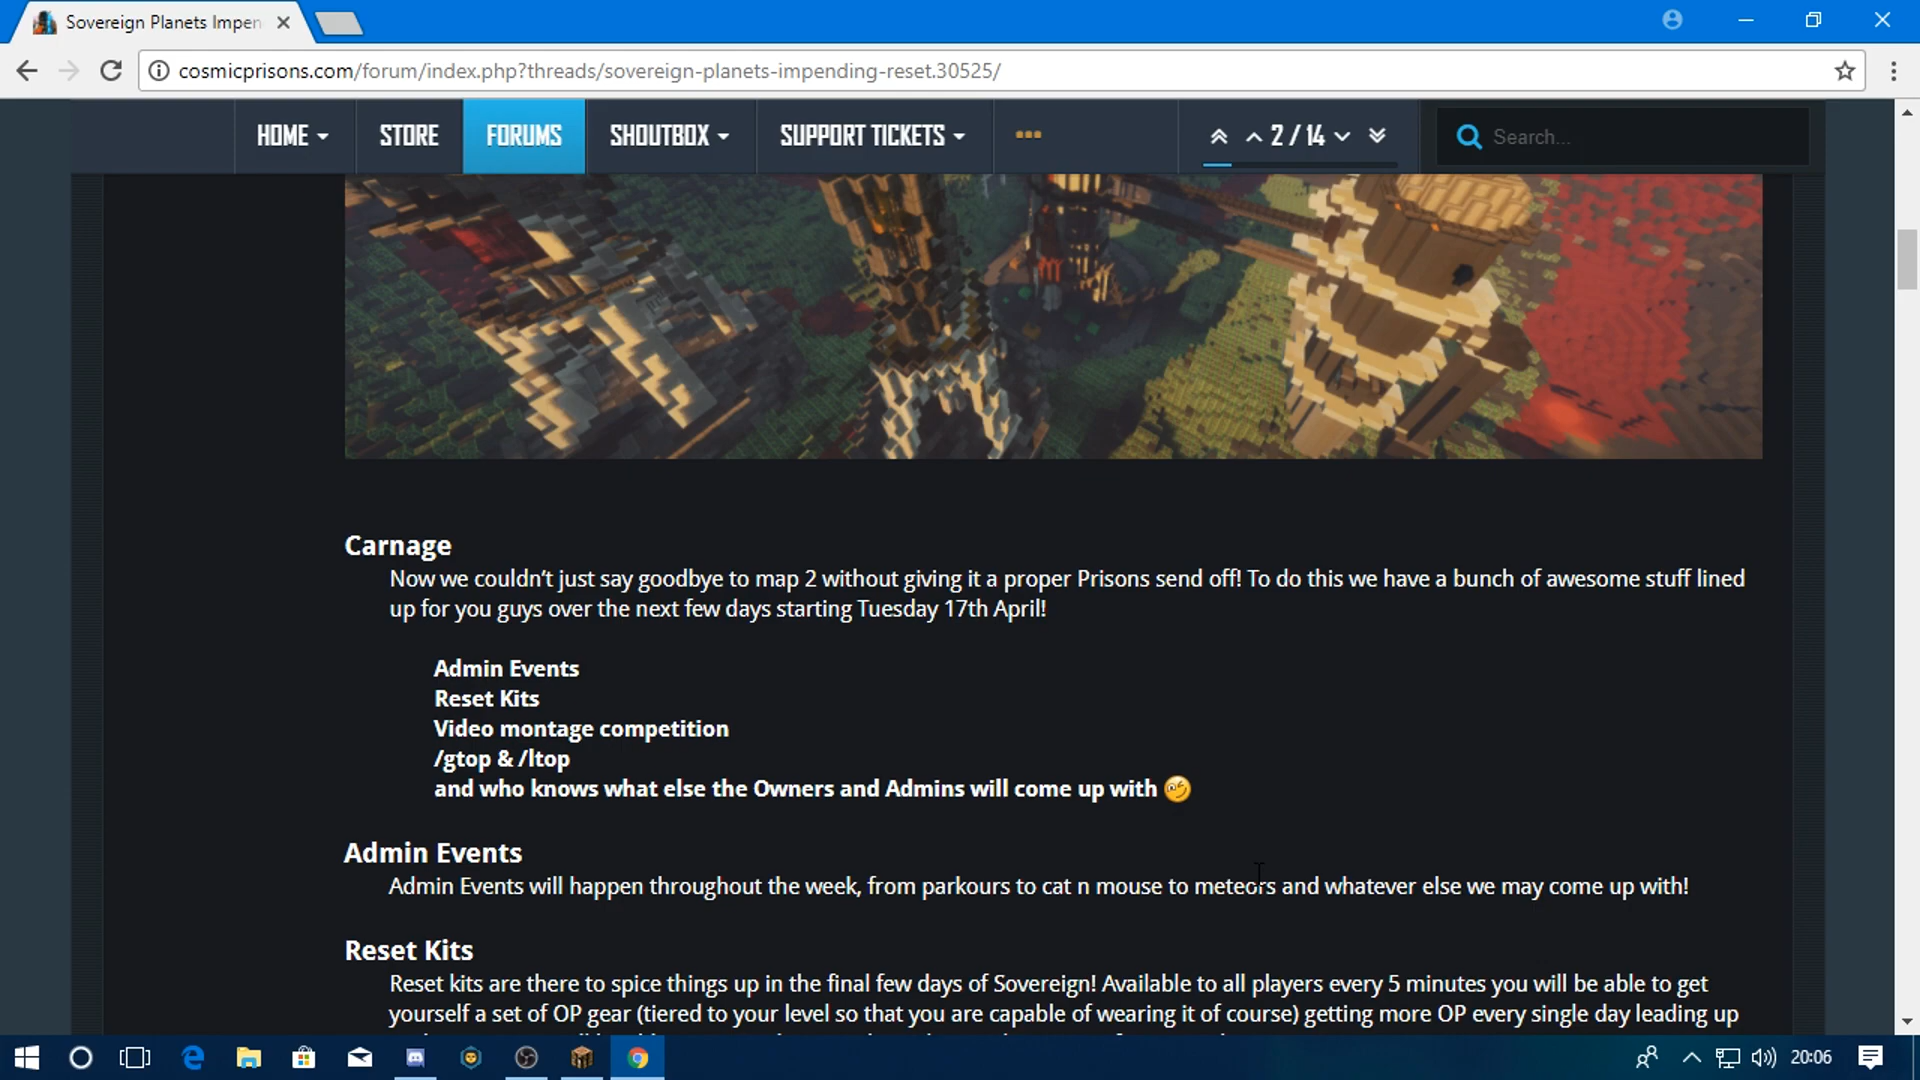 Sovereign Planets Impen
cosmicprisons.com/forum/index.php?threads/sovereign-planets-impending-reset.30525/
HOME STORE FORUMS SHOUTBOX SUPPORT TICKETS 2 / 14 Search...
Carnage
Now we couldn't just say goodbye to map 2 without giving it a proper Prisons send off! To do this we have a bunch of awesome stuff lined
up for you guys over the next few days starting Tuesday 17th April!
Admin Events
Reset Kits
Video montage competition
/gtop & /ltop
and who knows what else the Owners and Admins will come up with
Admin Events
Admin Events will happen throughout the week, from parkours to cat n mouse to meteors and whatever else we may come up with!
Reset Kits
Reset kits are there to spice things up in the final few days of Sovereign! Available to all players every 5 minutes you will be able to get
yourself a set of OP gear (tiered to your level so that you are capable of wearing it of course) getting more OP every single day leading up
20:06